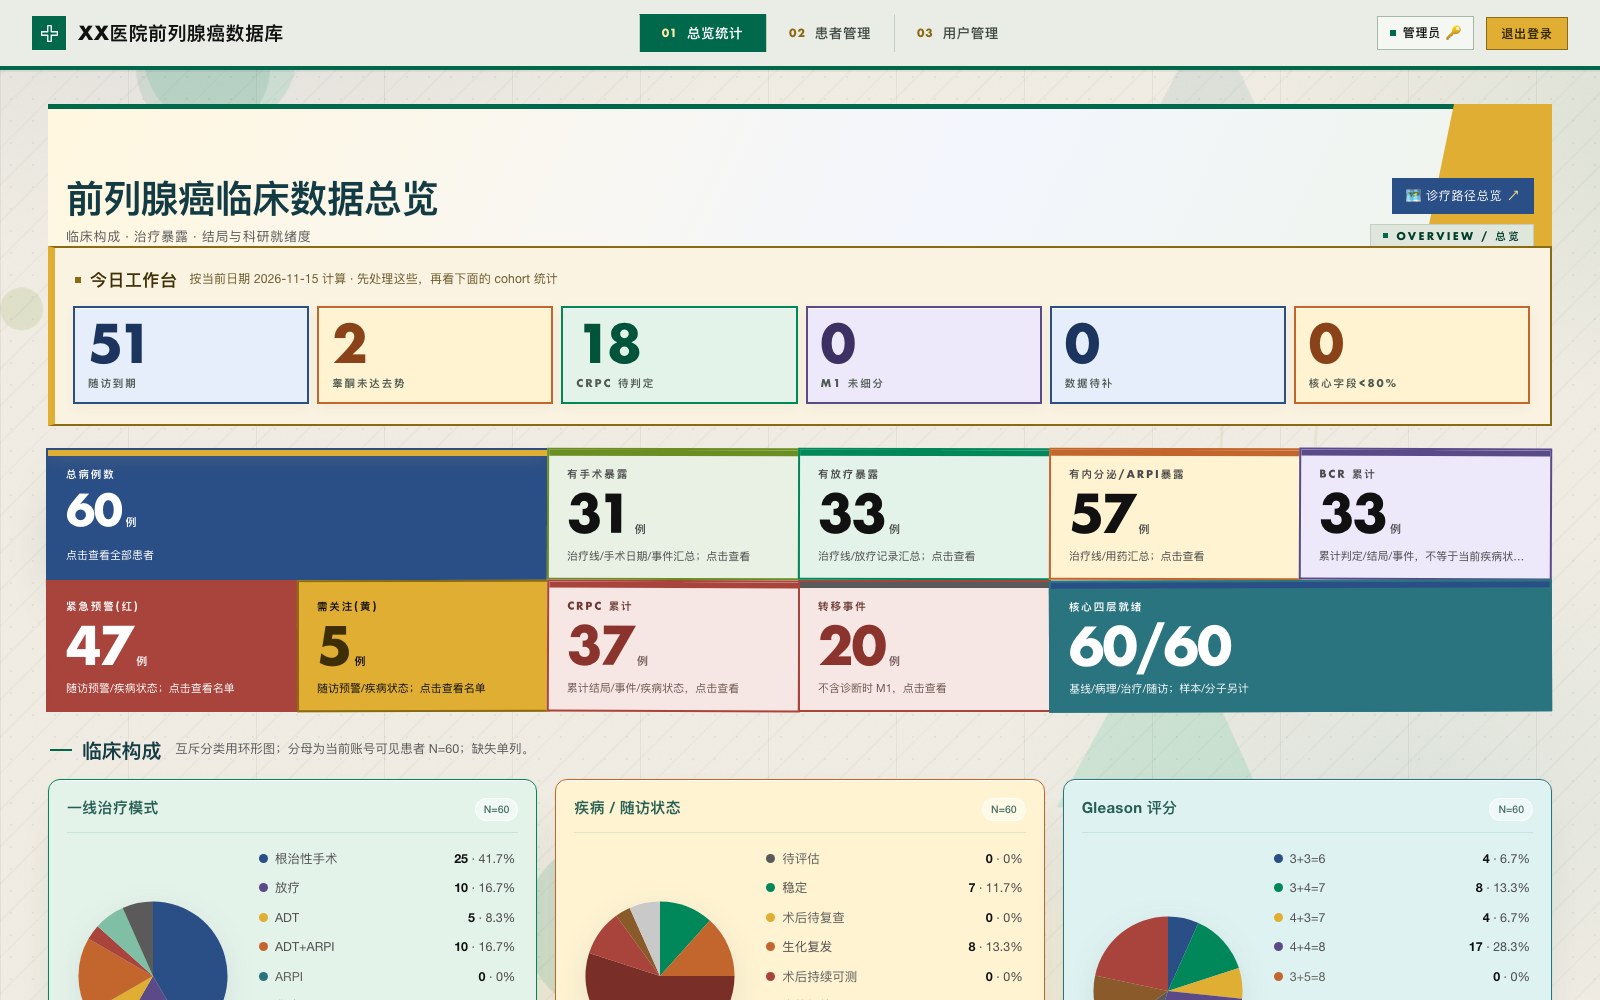 XX医院前列腺癌数据库
01 总览统计
02 患者管理
03 用户管理
管理员 🔑
退出登录
前列腺癌临床数据总览
临床构成 · 治疗暴露 · 结局与科研就绪度
🗺️ 诊疗路径总览 ↗
OVERVIEW / 总览
今日工作台 按当前日期 2026-11-15 计算 · 先处理这些，再看下面的 cohort 统计
51
随访到期
2
睾酮未达去势
18
CRPC 待判定
0
M1 未细分
0
数据待补
0
核心字段<80%
总病例数
60 例
点击查看全部患者
有手术暴露
31 例
治疗线/手术日期/事件汇总；点击查看
有放疗暴露
33 例
治疗线/放疗记录汇总；点击查看
有内分泌/ARPI暴露
57 例
治疗线/用药汇总；点击查看
BCR 累计
33 例
累计判定/结局/事件，不等于当前疾病状…
紧急预警(红)
47 例
随访预警/疾病状态；点击查看名单
需关注(黄)
5 例
随访预警/疾病状态；点击查看名单
CRPC 累计
37 例
累计结局/事件/疾病状态，点击查看
转移事件
20 例
不含诊断时 M1，点击查看
核心四层就绪
60/60
基线/病理/治疗/随访；样本/分子另计
临床构成 互斥分类用环形图；分母为当前账号可见患者 N=60；缺失单列。
一线治疗模式 N=60
根治性手术 25 · 41.7%
放疗 10 · 16.7%
ADT 5 · 8.3%
ADT+ARPI 10 · 16.7%
ARPI 0 · 0%
疾病 / 随访状态 N=60
待评估 0 · 0%
稳定 7 · 11.7%
术后待复查 0 · 0%
生化复发 8 · 13.3%
术后持续可测 0 · 0%
Gleason 评分 N=60
3+3=6 4 · 6.7%
3+4=7 8 · 13.3%
4+3=7 4 · 6.7%
4+4=8 17 · 28.3%
3+5=8 0 · 0%